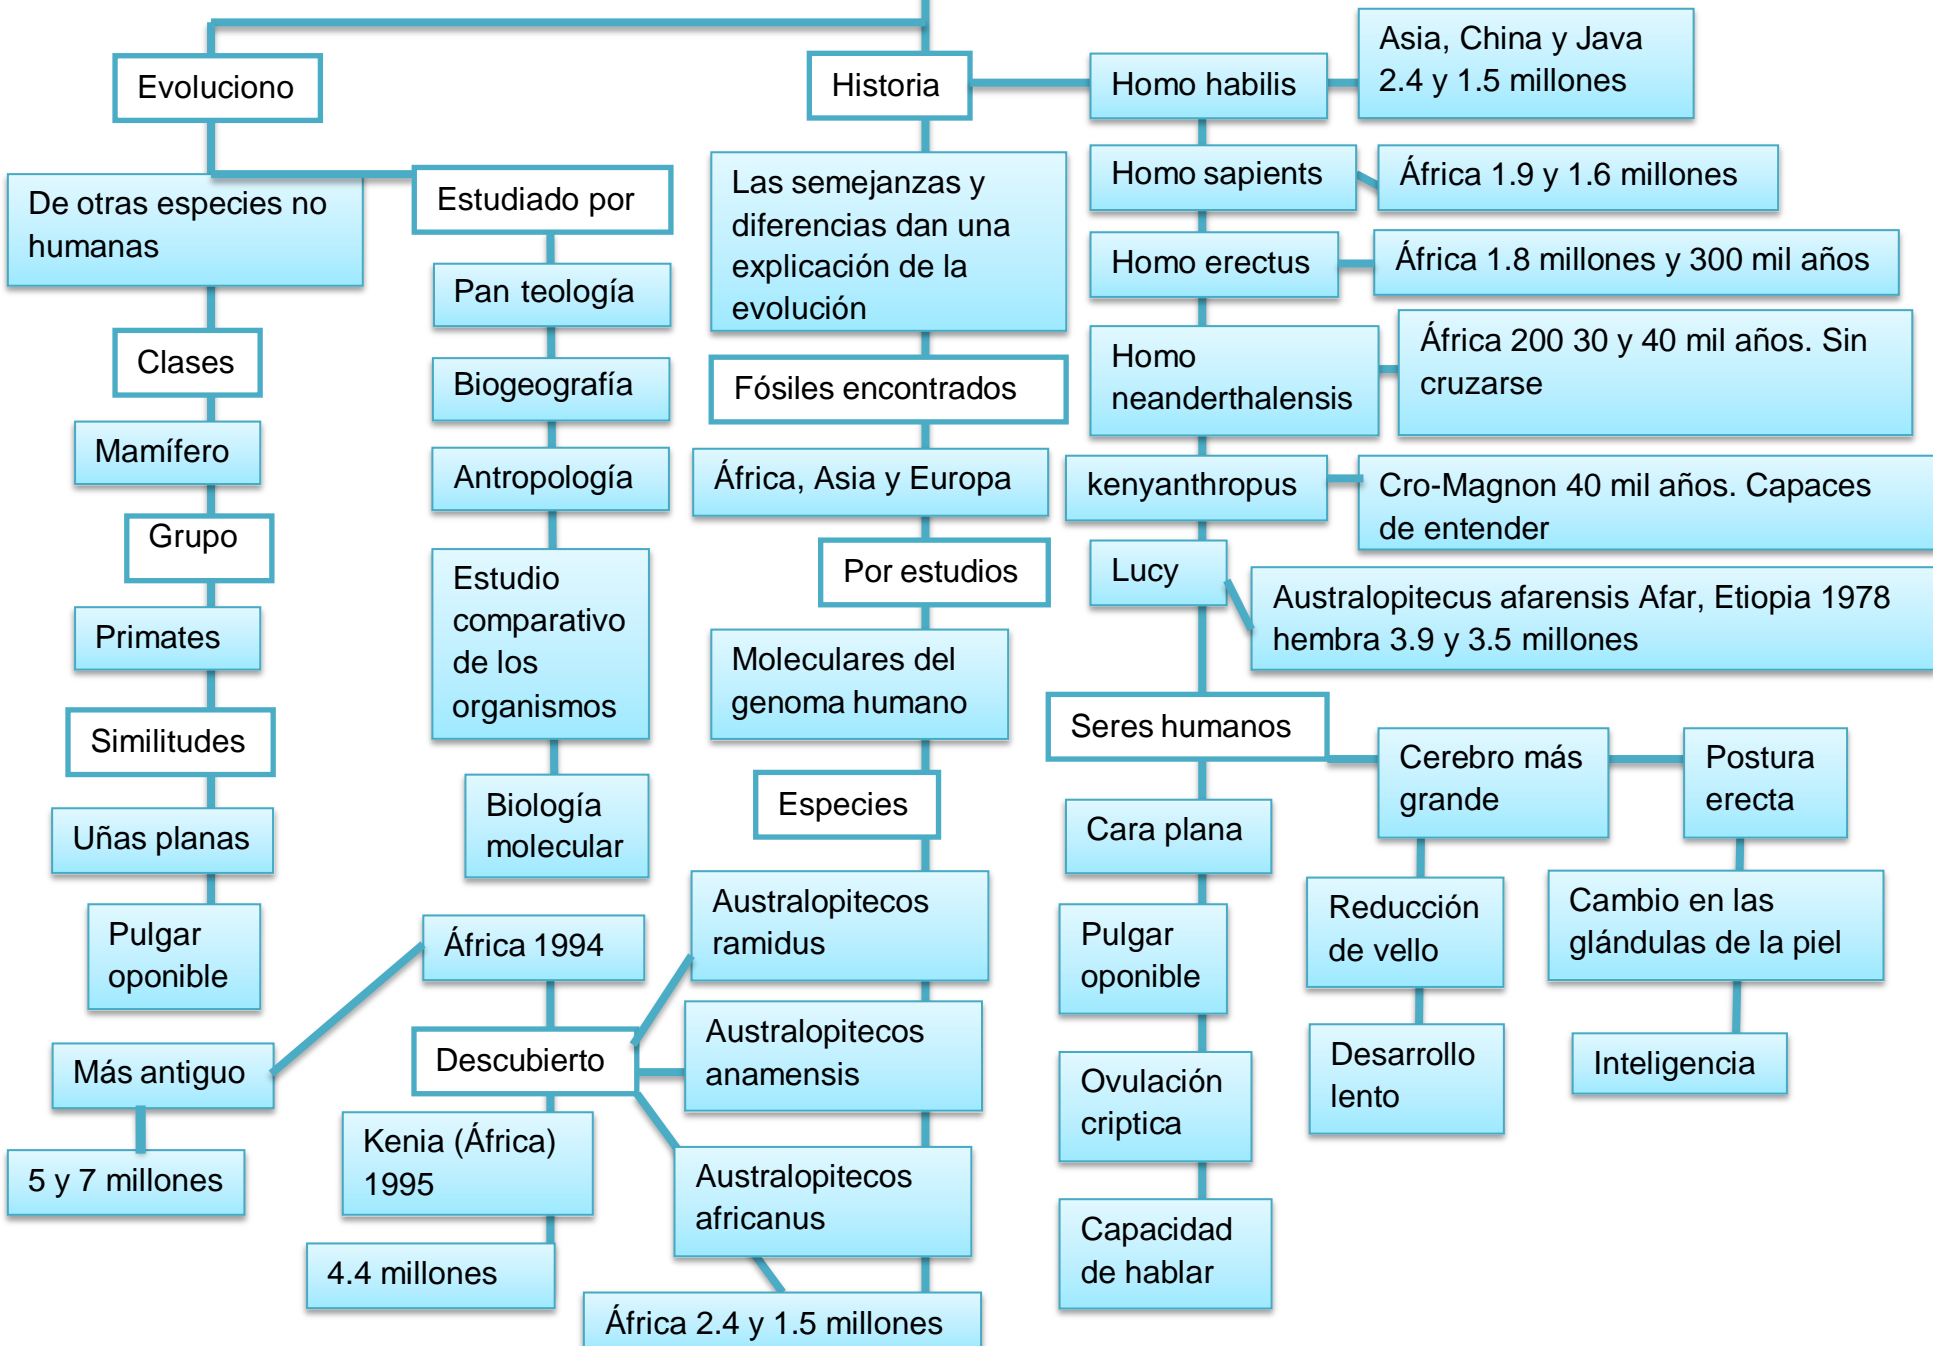 Evoluciono
De otras especies no
humanas
Clases
Mamífero
Grupo
Primates
Similitudes
Uñas planas
Pulgar
oponible
Más antiguo
5 y 7 millones
Estudiado por
Pan teología
Biogeografía
Antropología
Estudio
comparativo
de los
organismos
Biología
molecular
África 1994
Descubierto
Kenia (África)
1995
4.4 millones
Historia
Las semejanzas y
diferencias dan una
explicación de la
evolución
Fósiles encontrados
África, Asia y Europa
Por estudios
Moleculares del
genoma humano
Especies
Australopitecos
ramidus
Australopitecos
anamensis
Australopitecos
africanus
África 2.4 y 1.5 millones
Homo habilis
Asia, China y Java
2.4 y 1.5 millones
Homo sapients
África 1.9 y 1.6 millones
Homo erectus
África 1.8 millones y 300 mil años
Homo
neanderthalensis
África 200 30 y 40 mil años. Sin
cruzarse
kenyanthropus
Cro-Magnon 40 mil años. Capaces
de entender
Lucy
Australopitecus afarensis Afar, Etiopia 1978
hembra 3.9 y 3.5 millones
Seres humanos
Cara plana
Pulgar
oponible
Ovulación
criptica
Capacidad
de hablar
Cerebro más
grande
Reducción
de vello
Desarrollo
lento
Postura
erecta
Cambio en las
glándulas de la piel
Inteligencia